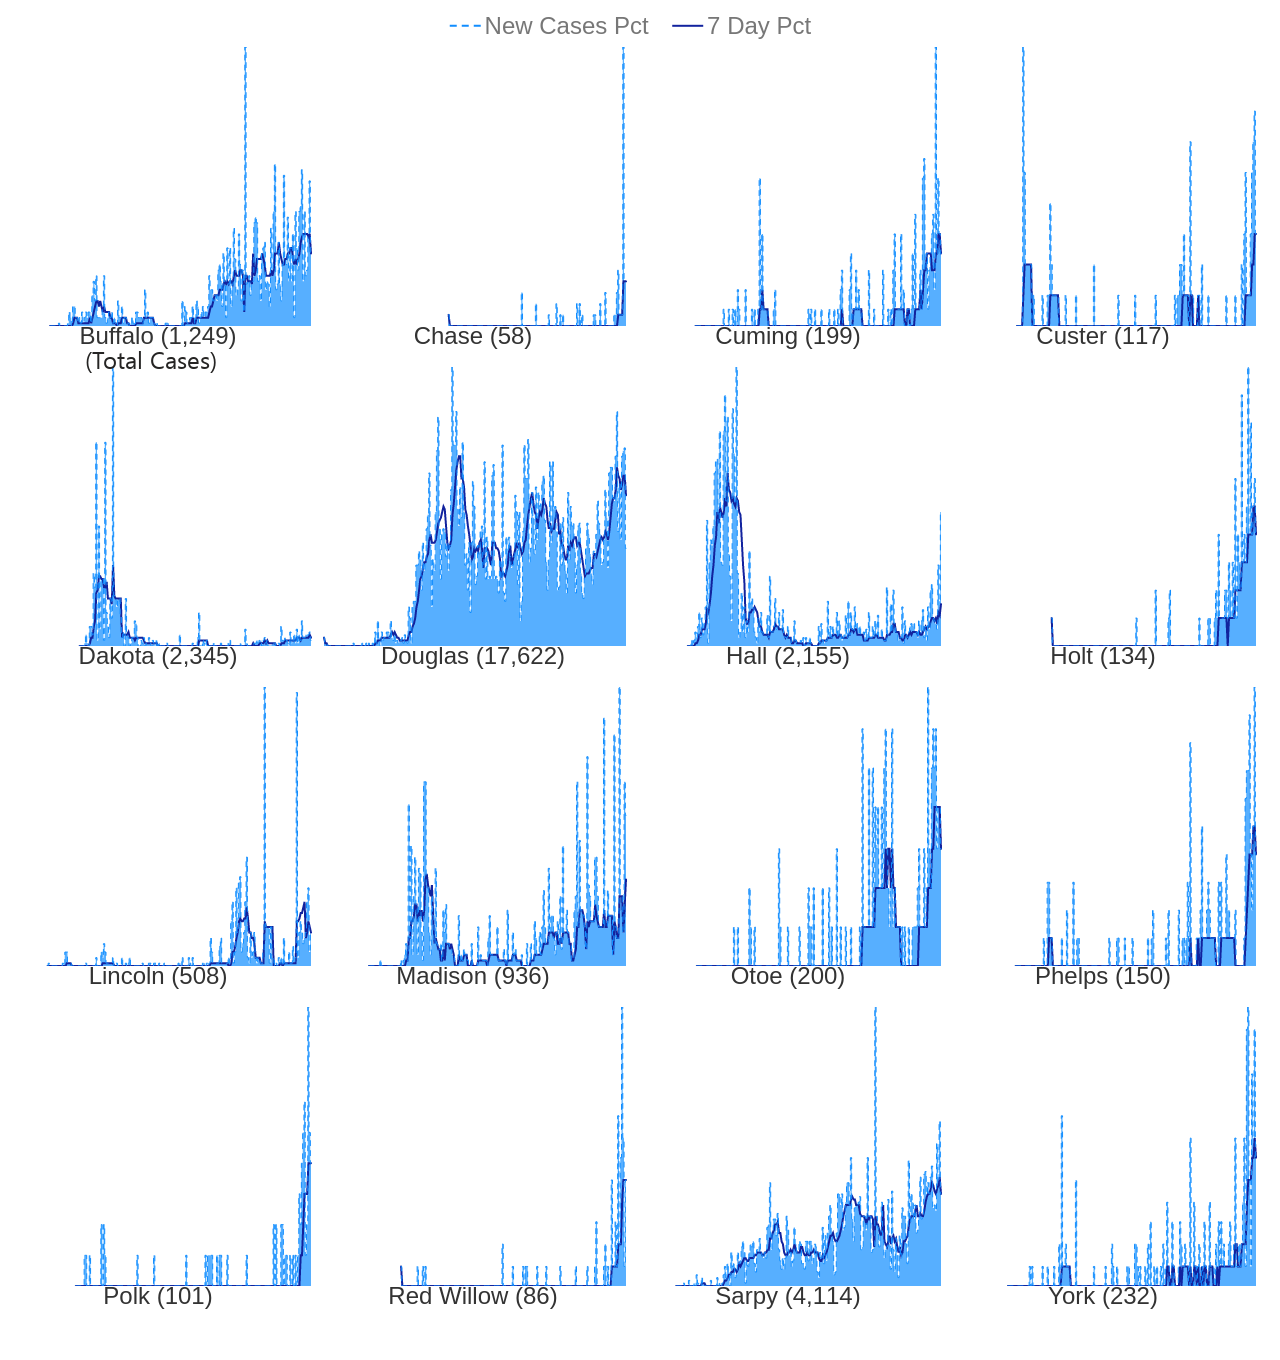 New Cases Pct 7 Day Pct
Buffalo (1,249) Chase (58) Cuming (199) Custer (117)
(Total Cases)
Dakota (2,345) Douglas (17,622) Hall (2,155) Holt (134)
Lincoln (508) Madison (936) Otoe (200) Phelps (150)
Polk (101) Red Willow (86) Sarpy (4,114) York (232)